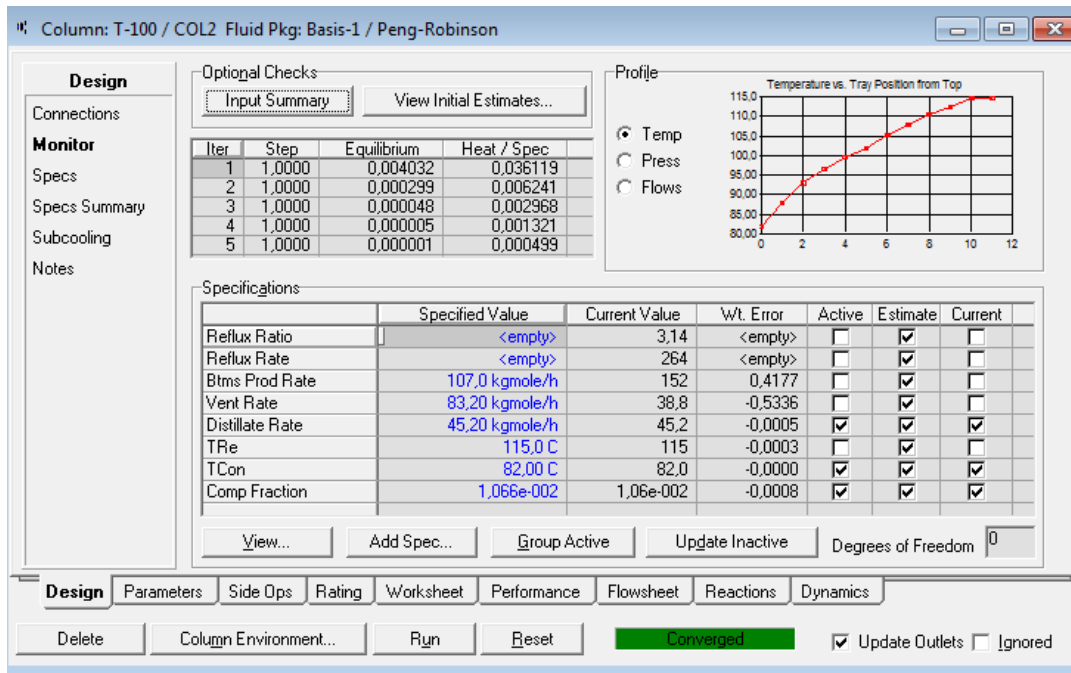 Column: T-100 / COL2 Fluid Pkg: Basis-1 / Peng-Robinson
Design
Connections
Monitor
Specs
Specs Summary
Subcooling
Notes
Optional Checks
Input Summary View Initial Estimates...
Iter Step Equilibrium Heat / Spec
1 1,0000 0,004032 0,036119
2 1,0000 0,000299 0,006241
3 1,0000 0,000048 0,002968
4 1,0000 0,000005 0,001321
5 1,0000 0,000001 0,000499
Profile
Temp
Press
Flows
Temperature vs. Tray Position from Top
115,0
110,0
105,0
100,0
95,00
90,00
85,00
80,00
0 2 4 6 8 10 12
Specifications
Specified Value Current Value Wt. Error Active Estimate Current
Reflux Ratio <empty> 3,14 <empty>
Reflux Rate <empty> 264 <empty>
Btms Prod Rate 107,0 kgmole/h 152 0,4177
Vent Rate 83,20 kgmole/h 38,8 -0,5336
Distillate Rate 45,20 kgmole/h 45,2 -0,0005
TRe 115,0 C 115 -0,0003
TCon 82,00 C 82,0 -0,0000
Comp Fraction 1,066e-002 1,06e-002 -0,0008
View... Add Spec... Group Active Update Inactive Degrees of Freedom 0
Design Parameters Side Ops Rating Worksheet Performance Flowsheet Reactions Dynamics
Delete Column Environment... Run Reset Converged Update Outlets Ignored